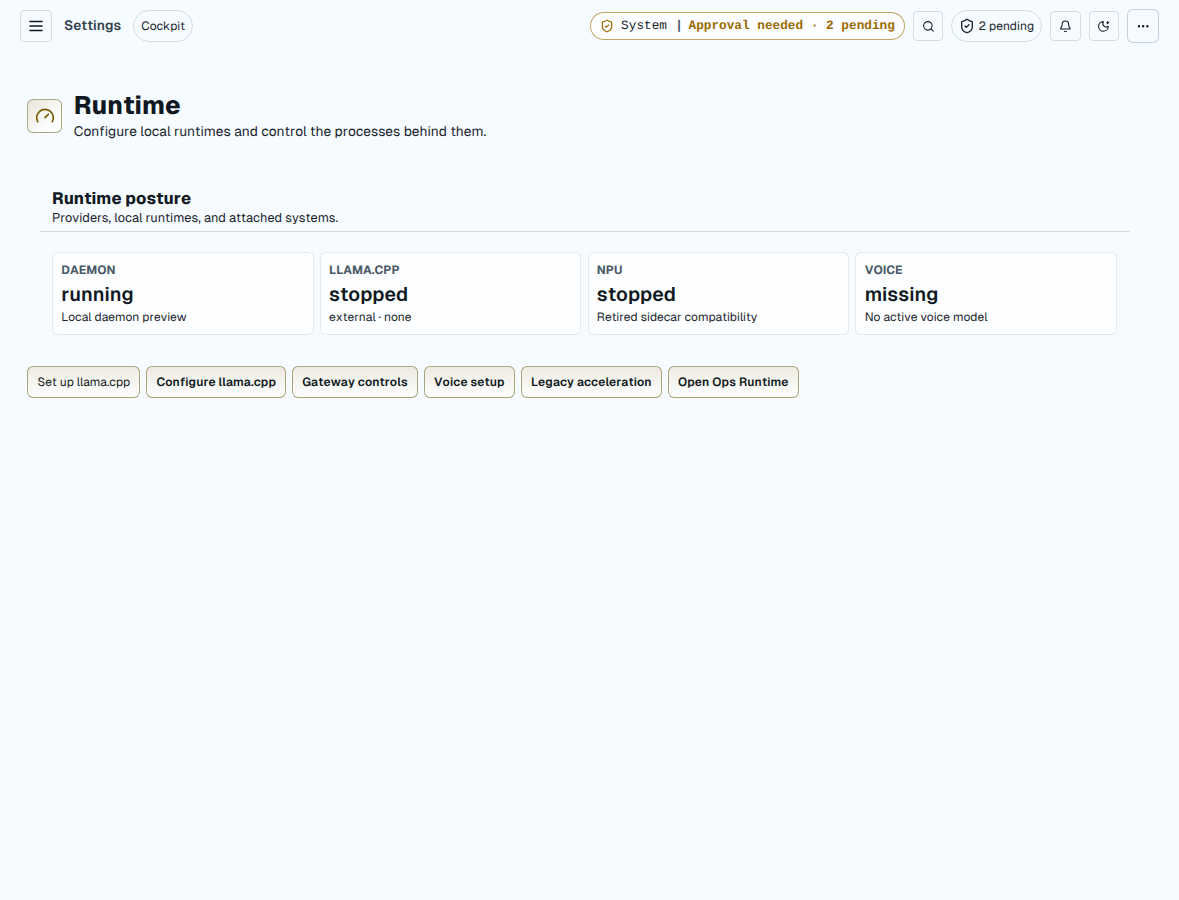 Settings
Cockpit
System | Approval needed · 2 pending
2 pending
Runtime
Configure local runtimes and control the processes behind them.
Runtime posture
Providers, local runtimes, and attached systems.
DAEMON
running
Local daemon preview
LLAMA.CPP
stopped
external · none
NPU
stopped
Retired sidecar compatibility
VOICE
missing
No active voice model
Set up llama.cpp
Configure llama.cpp
Gateway controls
Voice setup
Legacy acceleration
Open Ops Runtime